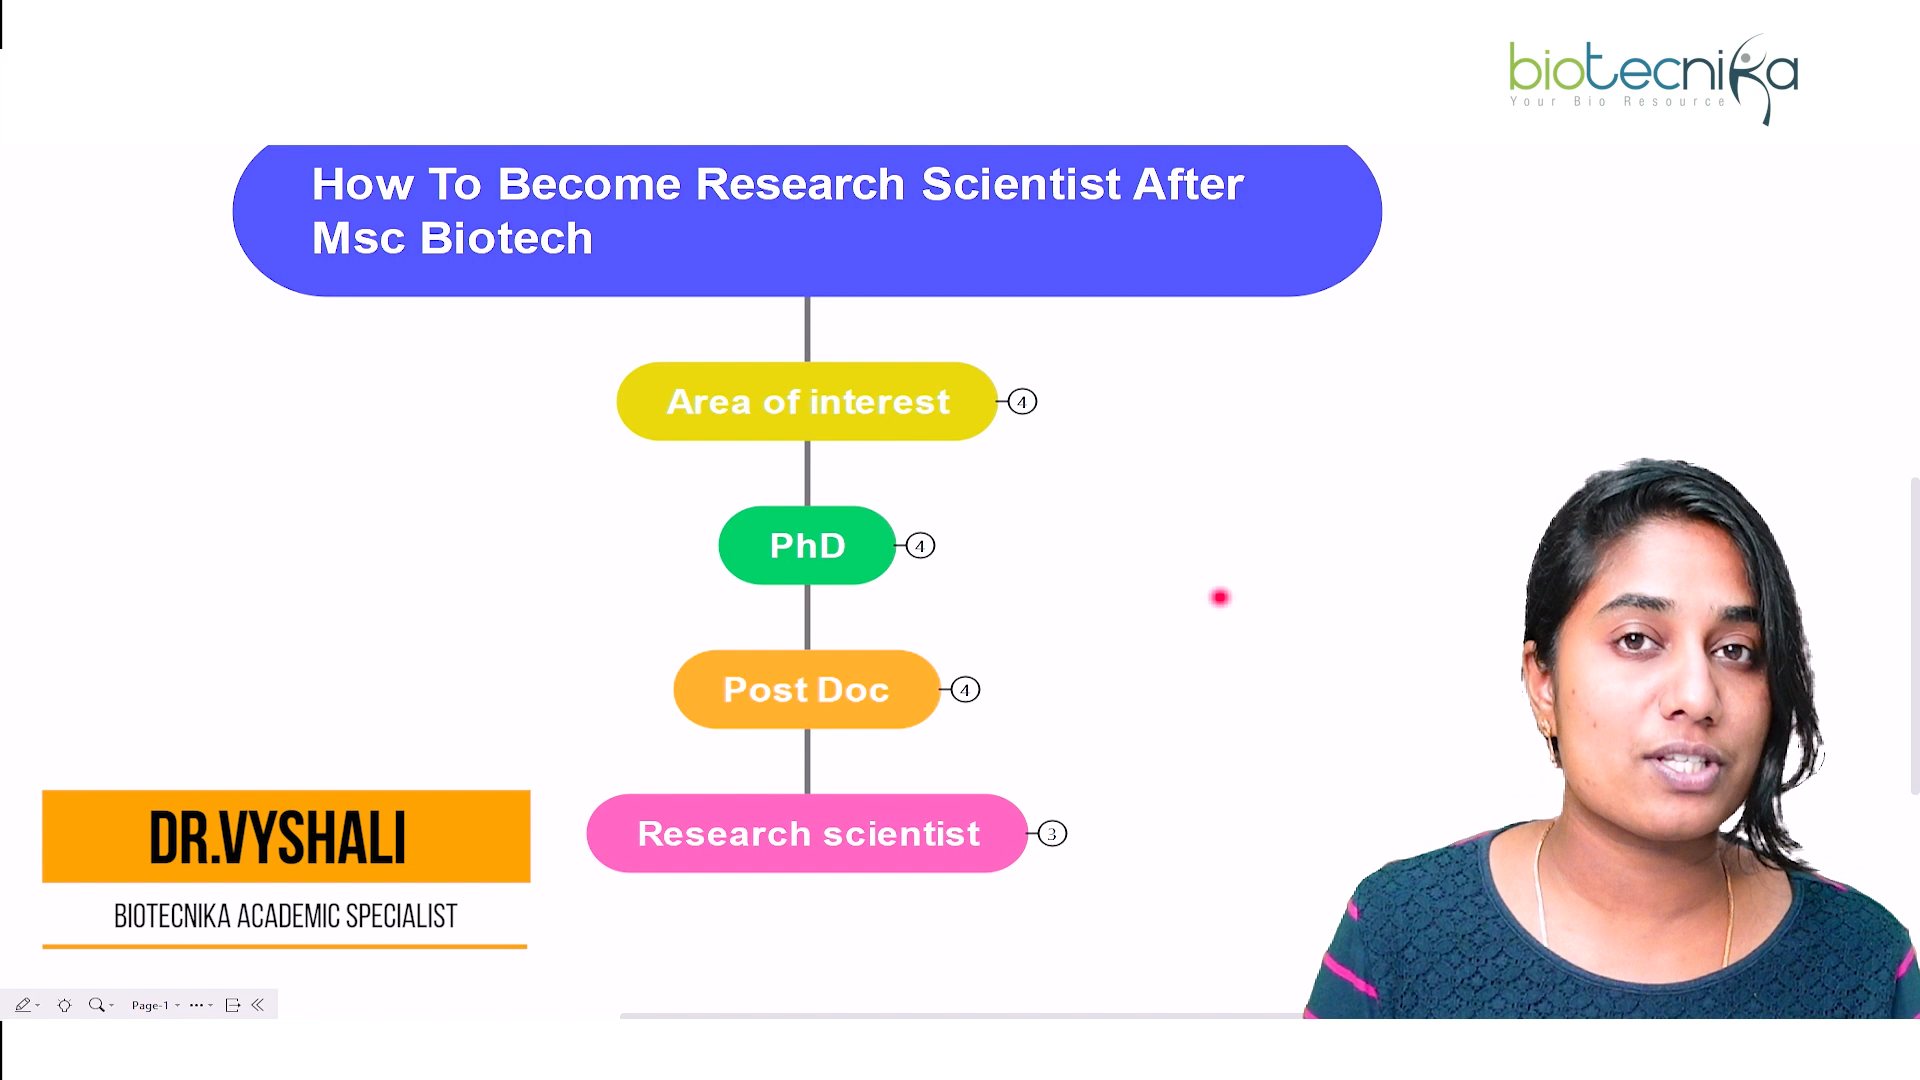 biotecnika
Your Bio Resource
How To Become Research Scientist After
Msc Biotech
Area of interest
4
PhD
4
Post Doc
4
Research scientist
3
DR.VYSHALI
BIOTECNIKA ACADEMIC SPECIALIST
Page-1